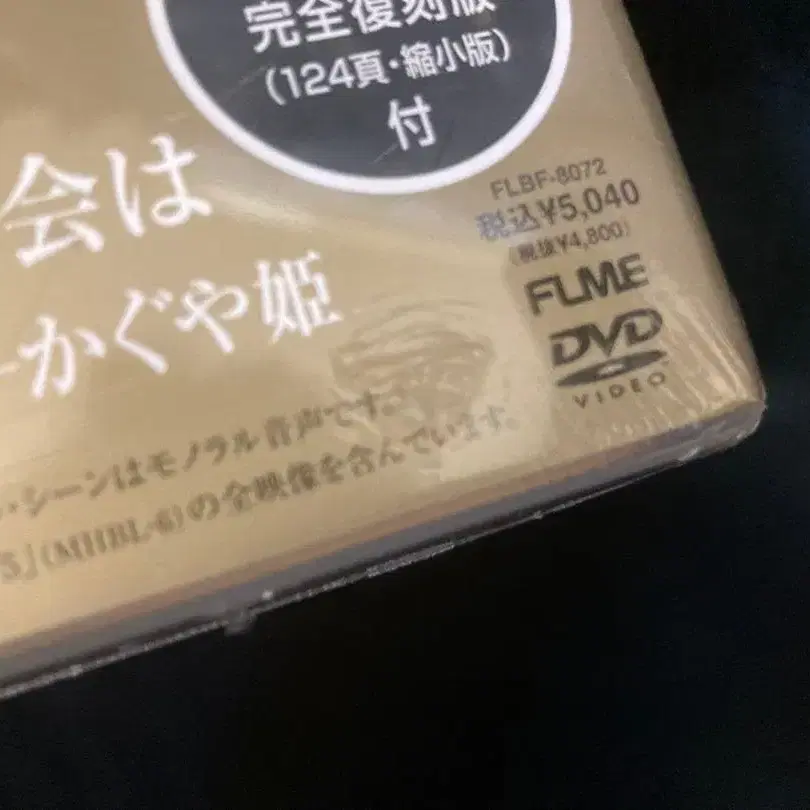 完全復刻版
(124頁・縮小版)
付
会は
かぐや姫
FLBF-8072
税込¥5,040
(税抜¥4,800)
FLME
DVD
VIDEO
・シーンはモノラル音声です。
5」(MHBL-6)の全映像を含んでいます。